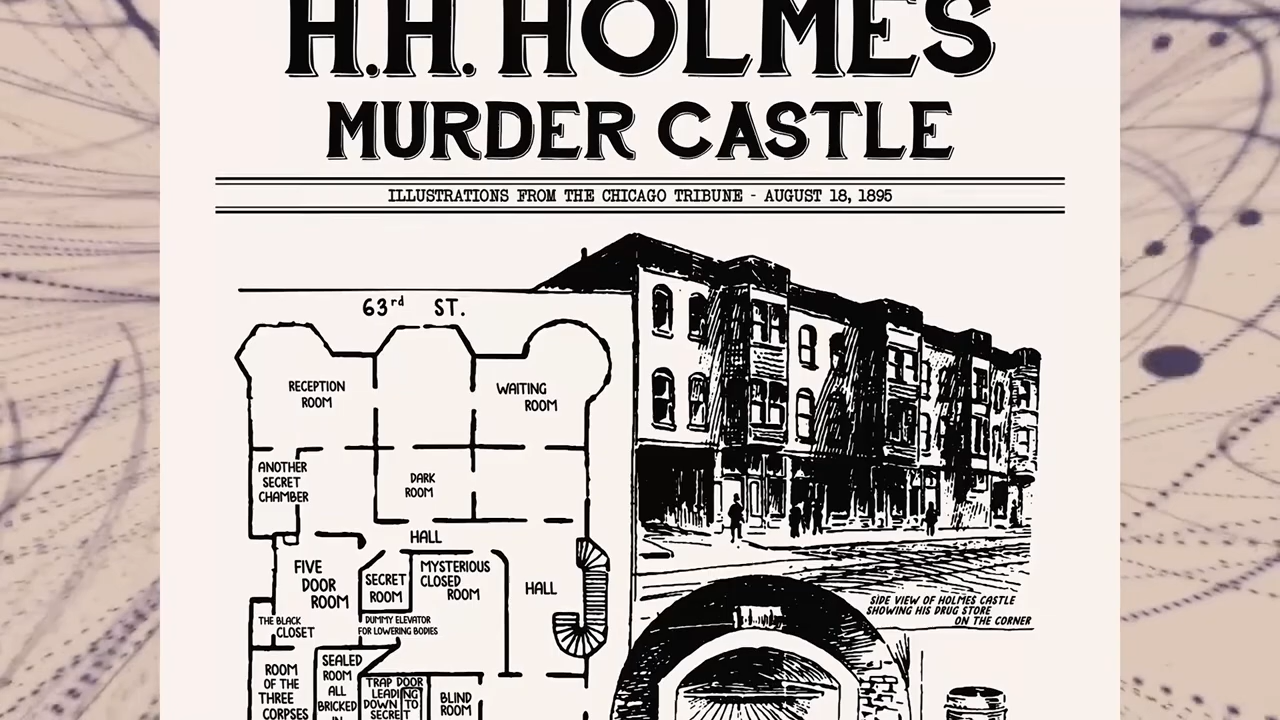 H.H. HOLMES
MURDER CASTLE
ILLUSTRATIONS FROM THE CHICAGO TRIBUNE - AUGUST 18, 1895
63rd ST.
RECEPTION
ROOM
WAITING
ROOM
ANOTHER
SECRET
CHAMBER
DARK
ROOM
HALL
FIVE
DOOR
ROOM
SECRET
ROOM
MYSTERIOUS
CLOSED
ROOM
HALL
THE BLACK
CLOSET
DUMMY ELEVATOR
FOR LOWERING BODIES
SIDE VIEW OF HOLMES CASTLE
SHOWING HIS DRUG STORE
ON THE CORNER
ROOM
OF THE
THREE
CORPSES
SEALED
ROOM
ALL
BRICKED
IN
TRAP DOOR
LEADING
DOWN TO
SECRET
BLIND
ROOM